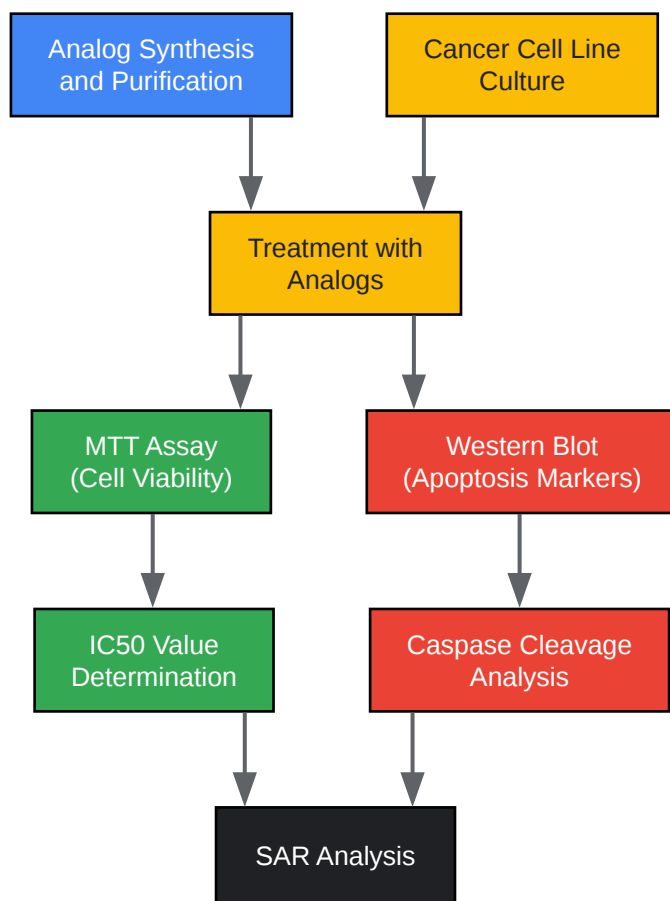 Analog Synthesis
and Purification
Cancer Cell Line
Culture
Treatment with
Analogs
MTT Assay
(Cell Viability)
Western Blot
(Apoptosis Markers)
IC50 Value
Determination
Caspase Cleavage
Analysis
SAR Analysis